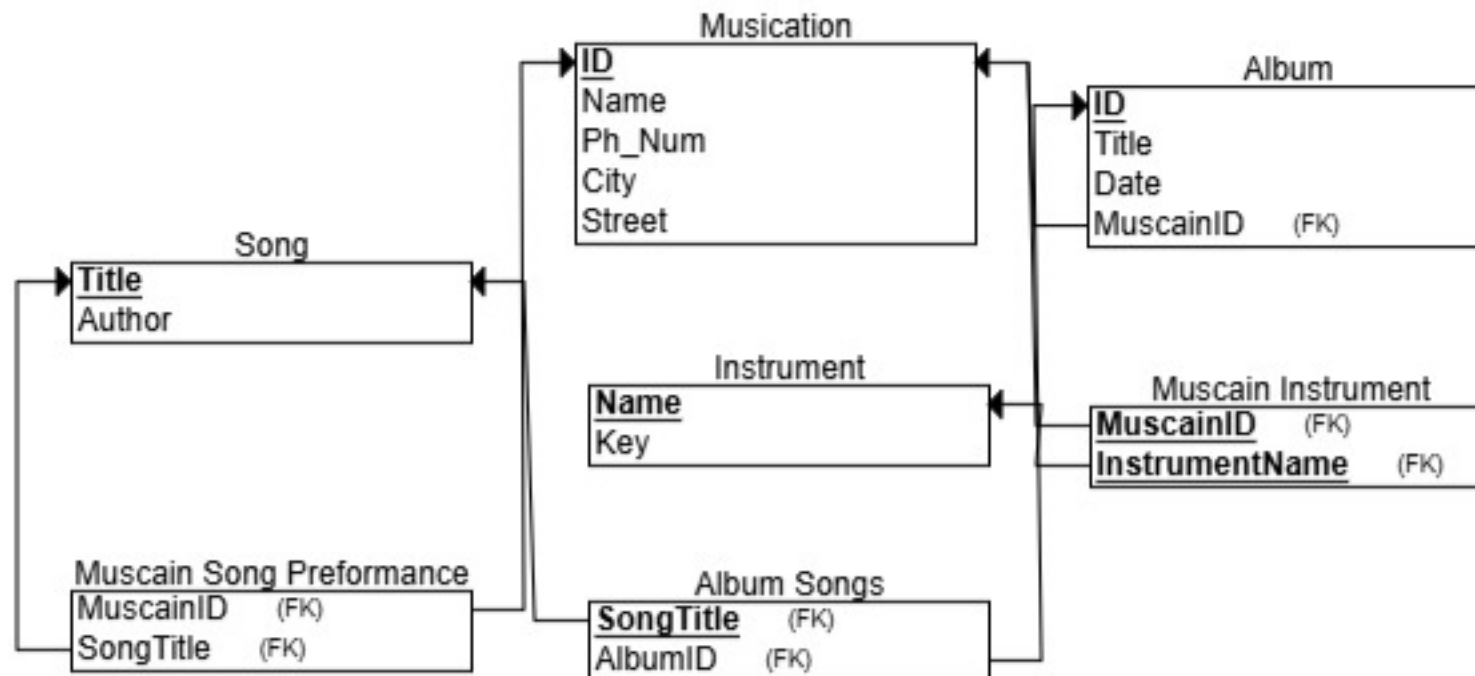 Musication
ID
Name
Ph_Num
City
Street
Album
ID
Title
Date
MuscainID (FK)
Song
Title
Author
Instrument
Name
Key
Muscain Instrument
MuscainID (FK)
InstrumentName (FK)
Muscain Song Preformance
MuscainID (FK)
SongTitle (FK)
Album Songs
SongTitle (FK)
AlbumID (FK)